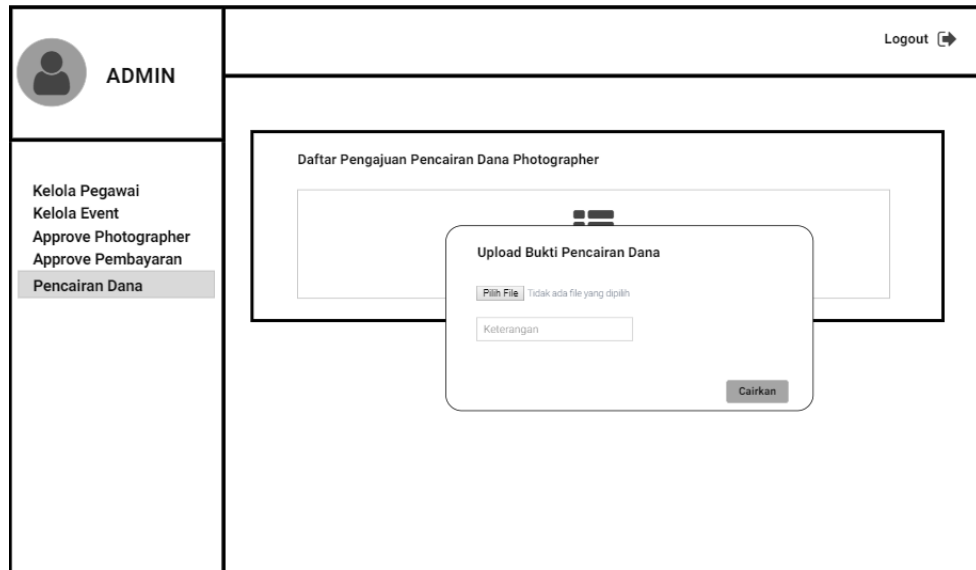 ADMIN
Logout
Kelola Pegawai
Kelola Event
Approve Photographer
Approve Pembayaran
Pencairan Dana
Daftar Pengajuan Pencairan Dana Photographer
Upload Bukti Pencairan Dana
Pilih File Tidak ada file yang dipilih
Keterangan
Cairkan